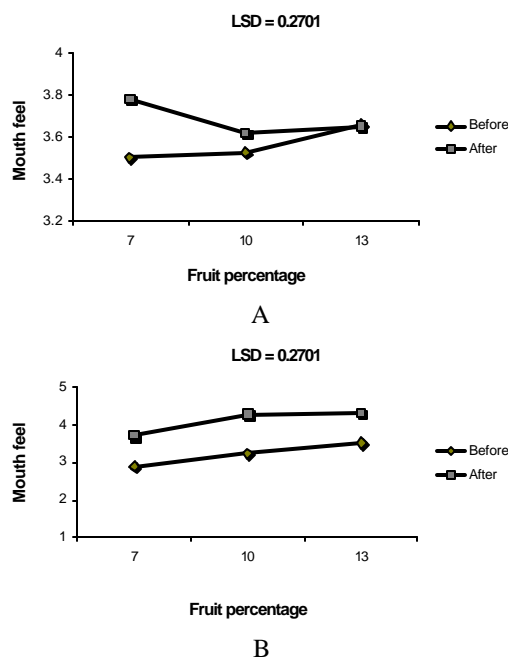 LSD = 0.2701
4
3.8
3.6
3.4
3.2
Mouth feel
7 10 13
Fruit percentage
Before
After
A
LSD = 0.2701
5
4
3
2
1
Mouth feel
7 10 13
Fruit percentage
Before
After
B